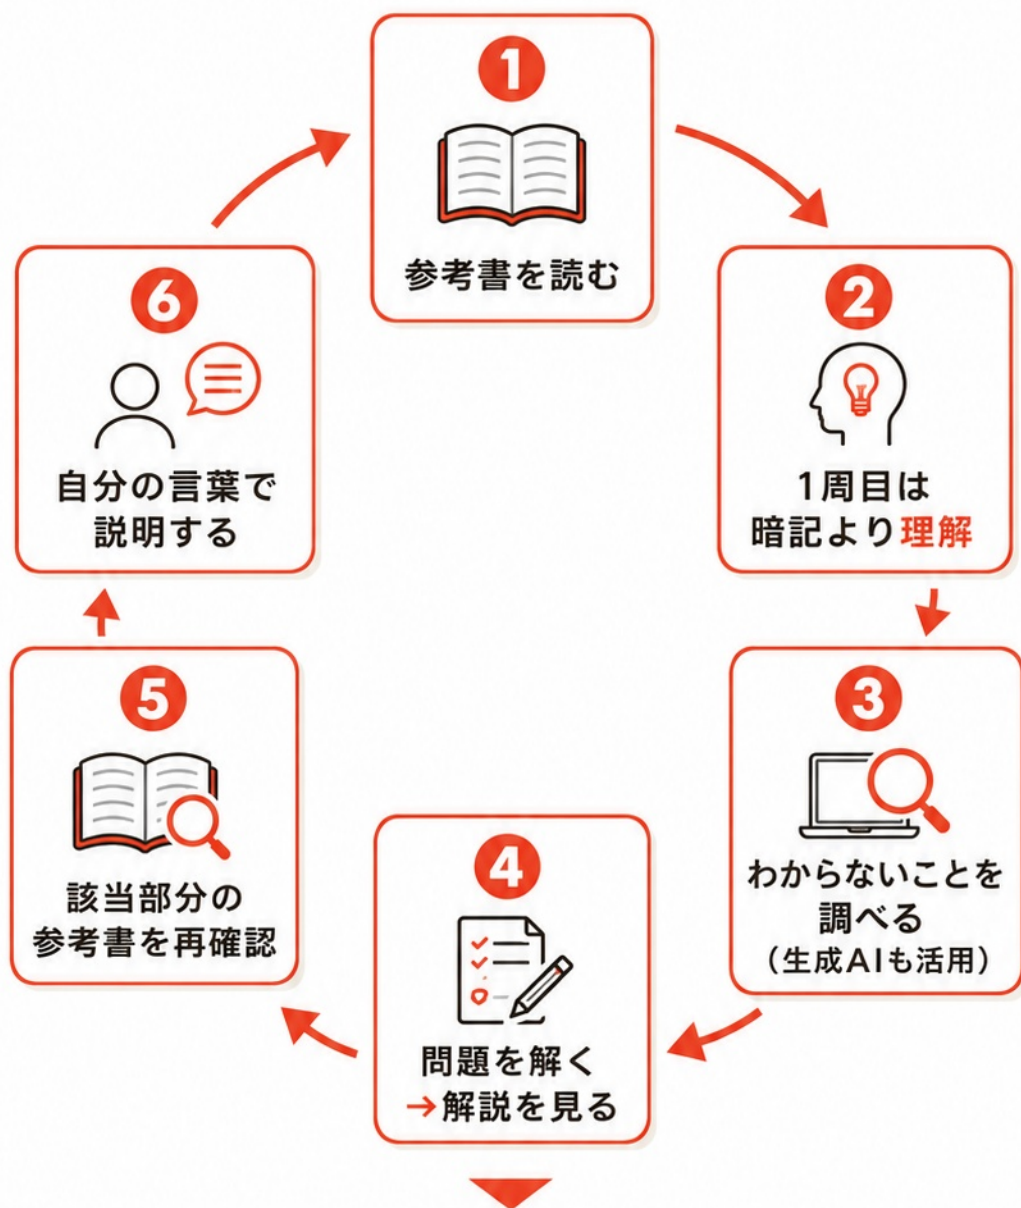 1
参考書を読む
2
1周目は
暗記より理解
3
わからないことを
調べる
（生成AIも活用）
4
問題を解く
→解説を見る
5
該当部分の
参考書を再確認
6
自分の言葉で
説明する